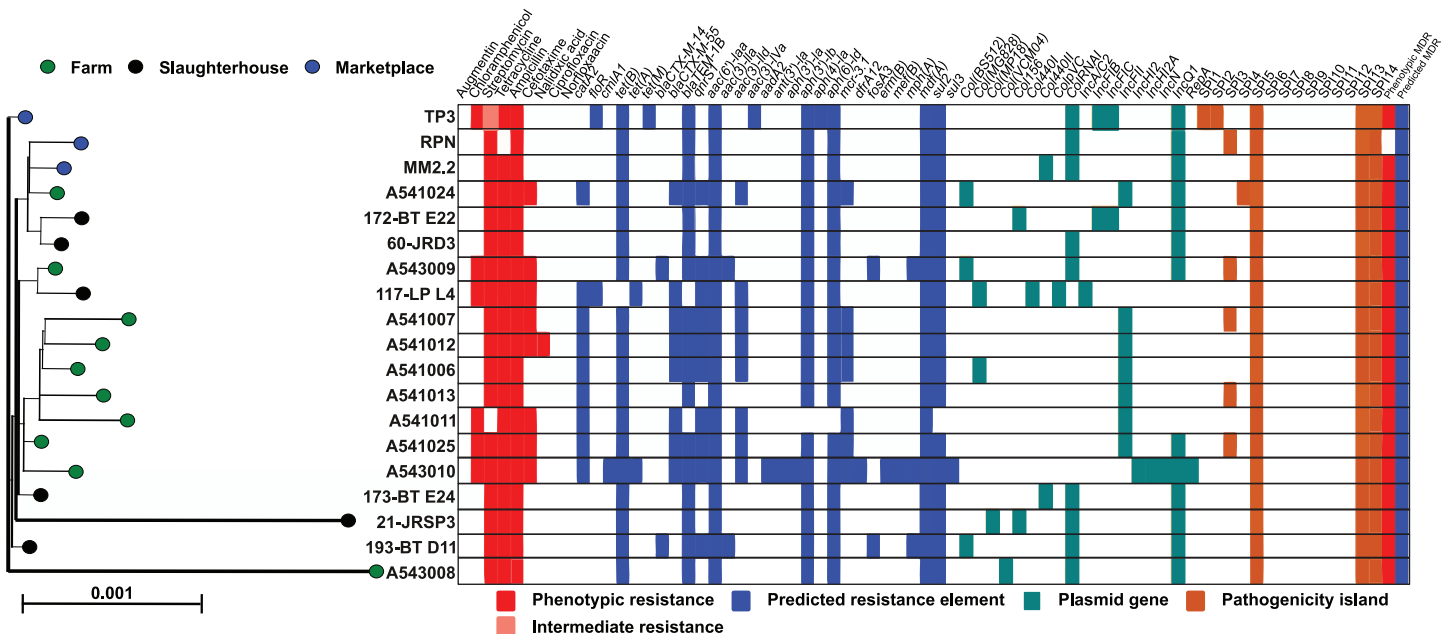 Farm
Slaughterhouse
Marketplace
Augmentin
Chloramphenicol
Streptomycin
Tetracycline
Ampicilin
Cefotaxime
Nalidixic acid
Ciprofloxacin
Norfloxacin
catA2
floR
cmlA1
tet(B)
tet(A)
tet(M)
blaCTX-M-14
blaCTX-M-55
blaTEM-1B
qnrS1
aac(6)-Iaa
aac(3)-IIa
aac(3)-IId
aac(3)-IVa
ant(3')-Ia
aph(3')-Ia
aph(4)-Ia
aph(6)-Id
mcr-3-1
dfrA12
erm(B)
mef(B)
mph(A)
mdf(A)
sul2
sul3
Col(BS512)
Col(MG828)
Col(MP18)
Col(VCM04)
Col156
Col440I
Col440II
ColpVC
ColRNAI
IncA/C2
IncFIB
IncFIC
IncFII
IncHI2
IncHI2A
IncN
IncQ1
RepA
SPI1
SPI2
SPI3
SPI4
SPI5
SPI6
SPI7
SPI8
SPI9
SPI10
SPI11
SPI12
SPI13
SPI14
Phenotypic MDR
Predicted MDR
TP3
RPN
MM2.2
A541024
172-BT E22
60-JRD3
A543009
117-LP L4
A541007
A541012
A541006
A541013
A541011
A541025
A543010
173-BT E24
21-JRSP3
193-BT D11
A543008
0.001
Phenotypic resistance
Predicted resistance element
Plasmid gene
Pathogenicity island
Intermediate resistance